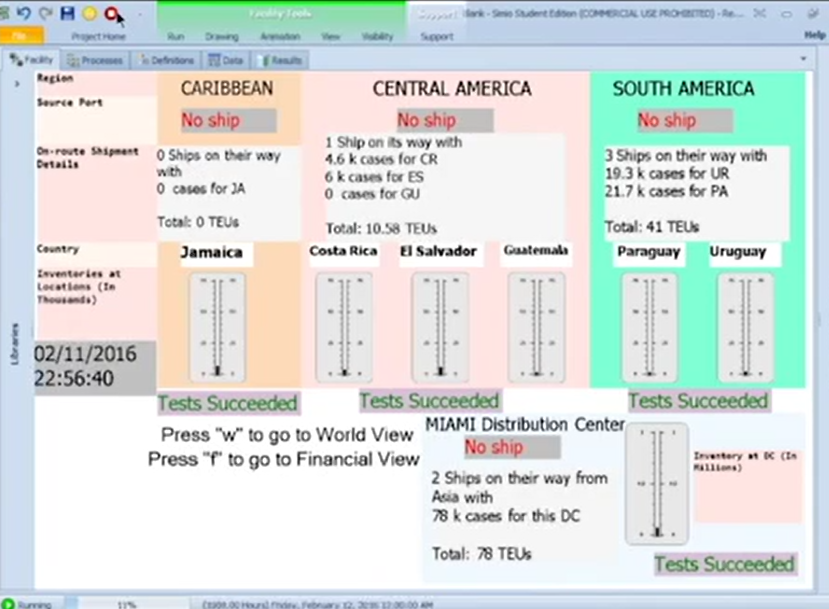 Facility Tools
Support
Blank - Simio Student Edition (COMMERCIAL USE PROHIBITED) - Re...
File
Project Home
Run
Drawing
Animation
View
Visibility
Support
Help
Facility
Processes
Definitions
Data
Results
Region
CARIBBEAN
CENTRAL AMERICA
SOUTH AMERICA
Source Port
No ship
No ship
No ship
On-route Shipment
Details
0 Ships on their way
with
0 cases for JA
Total: 0 TEUs
1 Ship on its way with
4.6 k cases for CR
6 k cases for ES
0 cases for GU
Total: 10.58 TEUs
3 Ships on their way with
19.3 k cases for UR
21.7 k cases for PA
Total: 41 TEUs
Country
Jamaica
Costa Rica
El Salvador
Guatemala
Paraguay
Uruguay
Inventories at
Locations (In
Thousands)
Libraries
02/11/2016
22:56:40
Tests Succeeded
Tests Succeeded
Tests Succeeded
Press "w" to go to World View
Press "f" to go to Financial View
MIAMI Distribution Center
No ship
2 Ships on their way from
Asia with
78 k cases for this DC
Total: 78 TEUs
Inventory at DC (In
Millions)
Tests Succeeded
Running
11%
Friday, February 12, 2016 12:00:00 AM